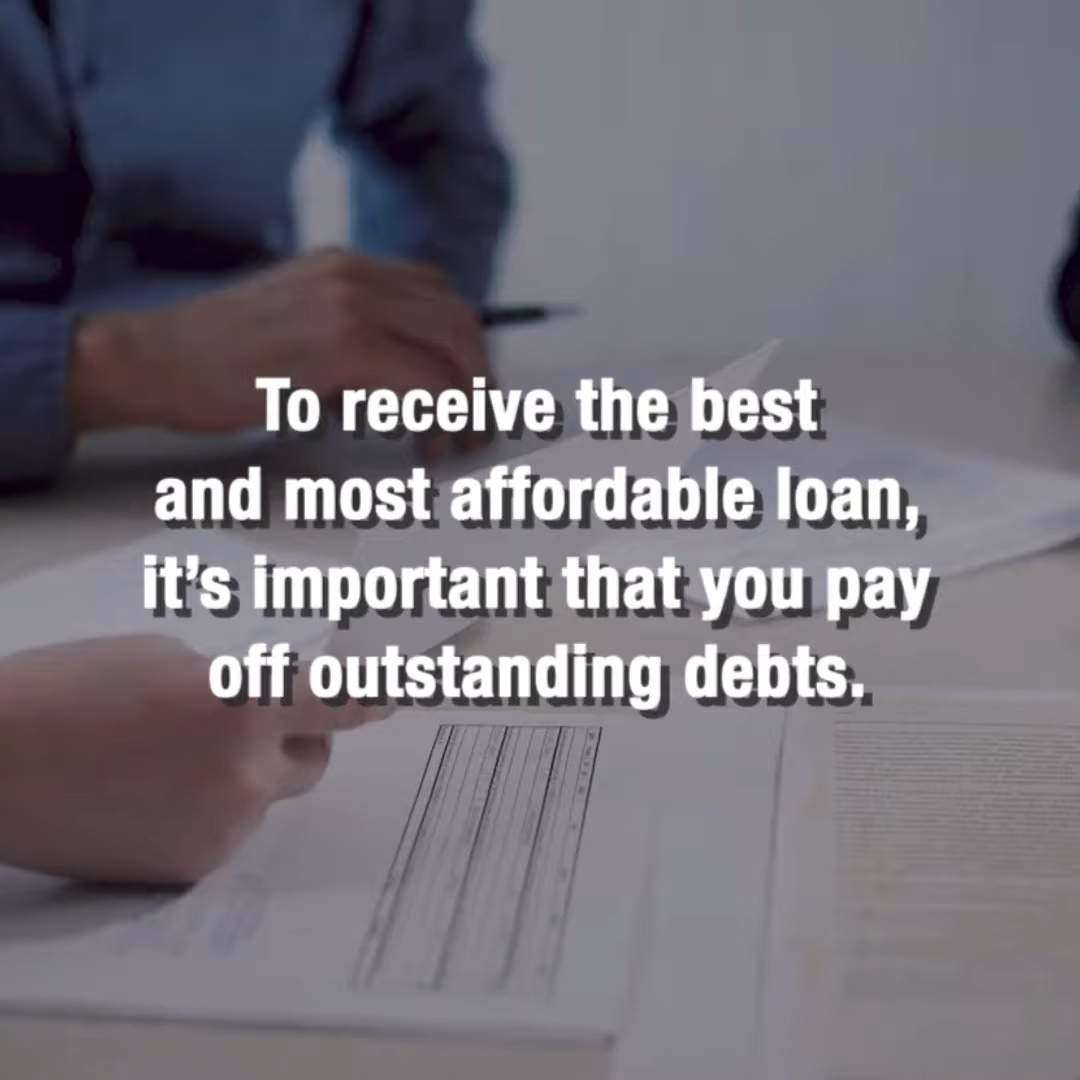 To receive the best
and most affordable loan,
it's important that you pay
off outstanding debts.